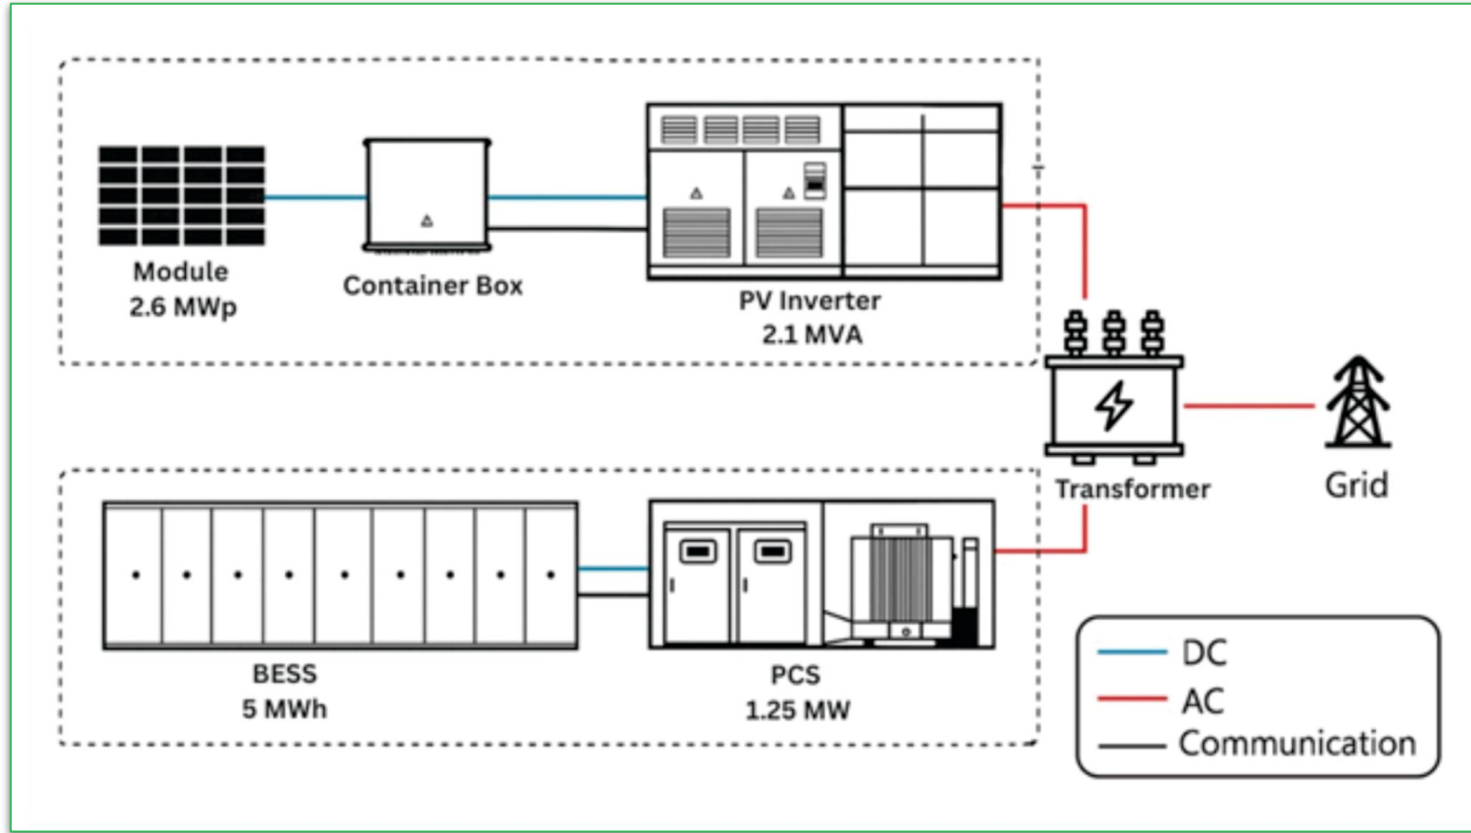 Module
2.6 MWp
Container Box
PV Inverter
2.1 MVA
Transformer
Grid
BESS
5 MWh
PCS
1.25 MW
DC
AC
Communication